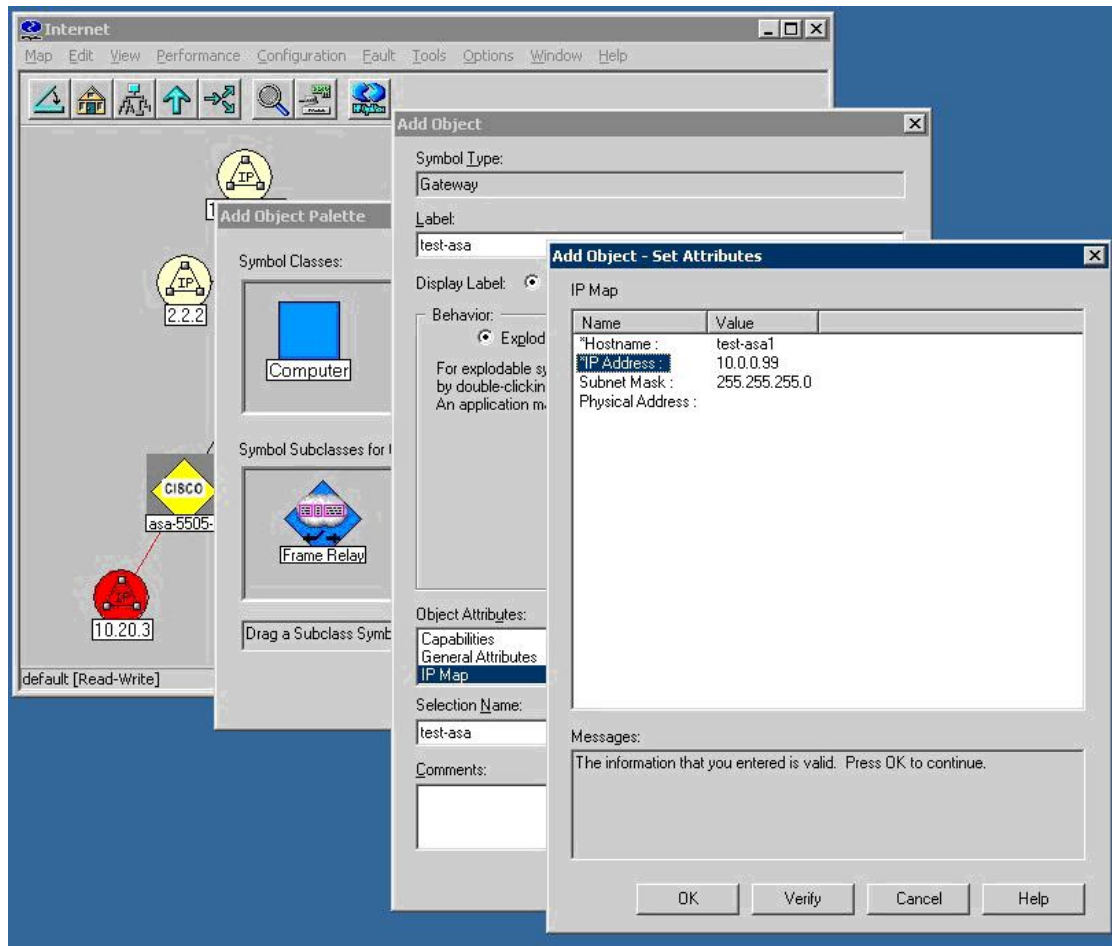 Internet
Map Edit View Performance Configuration Fault Tools Options Window Help
IP
IP
2.2.2
CISCO
asa-5505-
IP
10.20.3
default [Read-Write]
Add Object Palette
Symbol Classes:
Computer
Symbol Subclasses for
Frame Relay
Drag a Subclass Symb
Add Object
Symbol Type:
Gateway
Label:
test-asa
Display Label:
Behavior:
Explod
For explodable sy
by double-clickin
An application m
Object Attributes:
Capabilities
General Attributes
IP Map
Selection Name:
test-asa
Comments:
Add Object - Set Attributes
IP Map
Name Value
*Hostname : test-asa1
*IP Address : 10.0.0.99
Subnet Mask : 255.255.255.0
Physical Address :
Messages:
The information that you entered is valid. Press OK to continue.
OK Verify Cancel Help